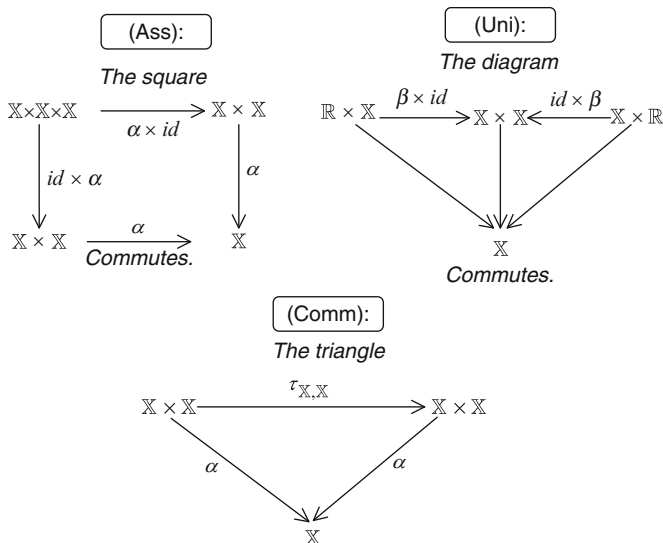 (Ass):
The square
𝕏×𝕏×𝕏
α × id
𝕏 × 𝕏
id × α
α
𝕏 × 𝕏
α
𝕏
Commutes.
(Uni):
The diagram
ℝ × 𝕏
β × id
𝕏 × 𝕏
id × β
𝕏 × ℝ
𝕏
Commutes.
(Comm):
The triangle
τ𝕏,𝕏
𝕏 × 𝕏
𝕏 × 𝕏
α
α
𝕏